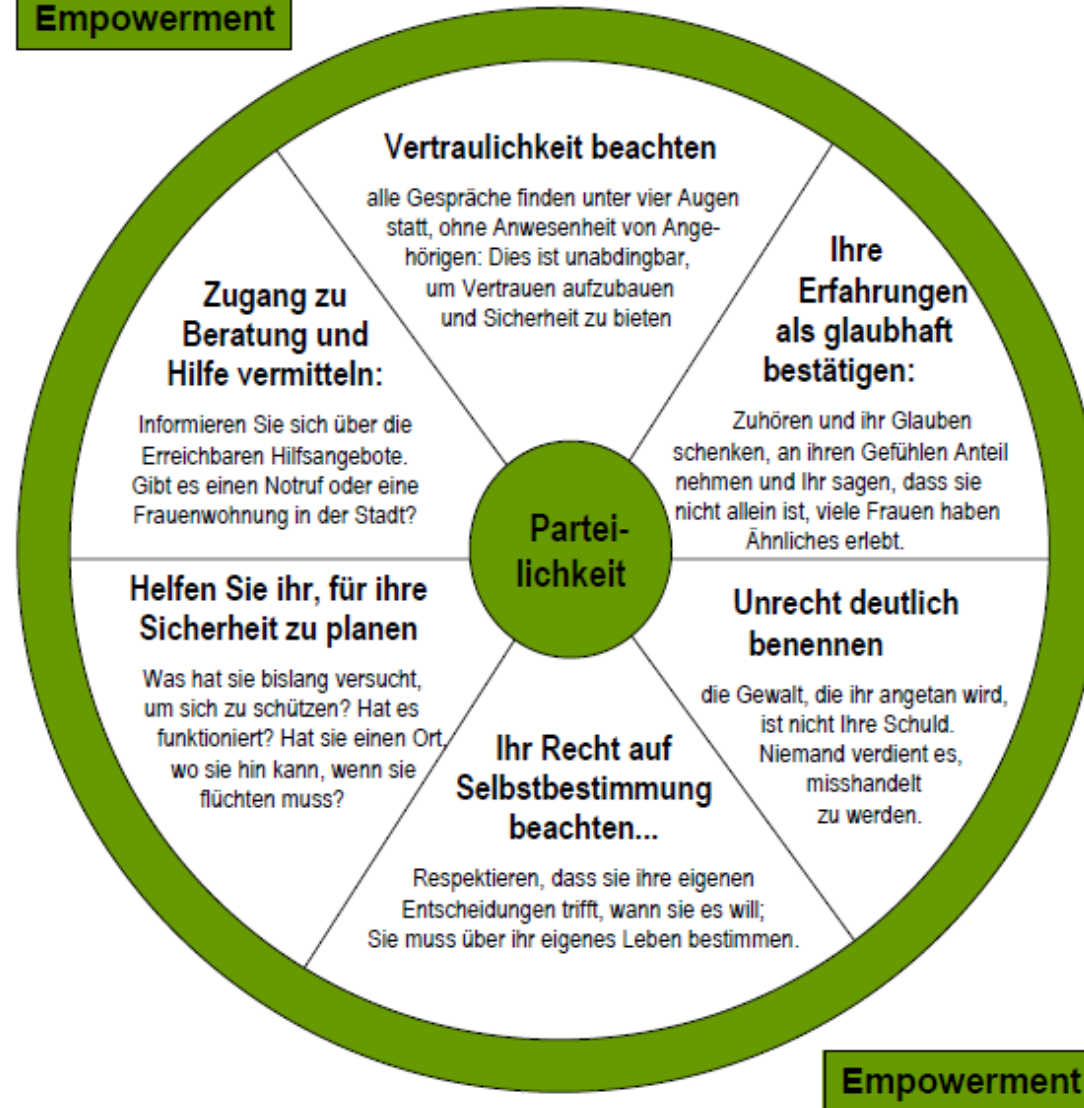 Empowerment
Vertraulichkeit beachten
alle Gespräche finden unter vier Augen
statt, ohne Anwesenheit von Ange-
hörigen: Dies ist unabdingbar,
um Vertrauen aufzubauen
und Sicherheit zu bieten
Ihre
Erfahrungen
als glaubhaft
bestätigen:
Zuhören und ihr Glauben
schenken, an ihren Gefühlen Anteil
nehmen und Ihr sagen, dass sie
nicht allein ist, viele Frauen haben
Ähnliches erlebt.
Unrecht deutlich
benennen
die Gewalt, die ihr angetan wird,
ist nicht Ihre Schuld.
Niemand verdient es,
misshandelt
zu werden.
Ihr Recht auf
Selbstbestimmung
beachten...
Respektieren, dass sie ihre eigenen
Entscheidungen trifft, wann sie es will;
Sie muss über ihr eigenes Leben bestimmen.
Helfen Sie ihr, für ihre
Sicherheit zu planen
Was hat sie bislang versucht,
um sich zu schützen? Hat es
funktioniert? Hat sie einen Ort,
wo sie hin kann, wenn sie
flüchten muss?
Zugang zu
Beratung und
Hilfe vermitteln:
Informieren Sie sich über die
Erreichbaren Hilfsangebote.
Gibt es einen Notruf oder eine
Frauenwohnung in der Stadt?
Partei-
lichkeit
Empowerment